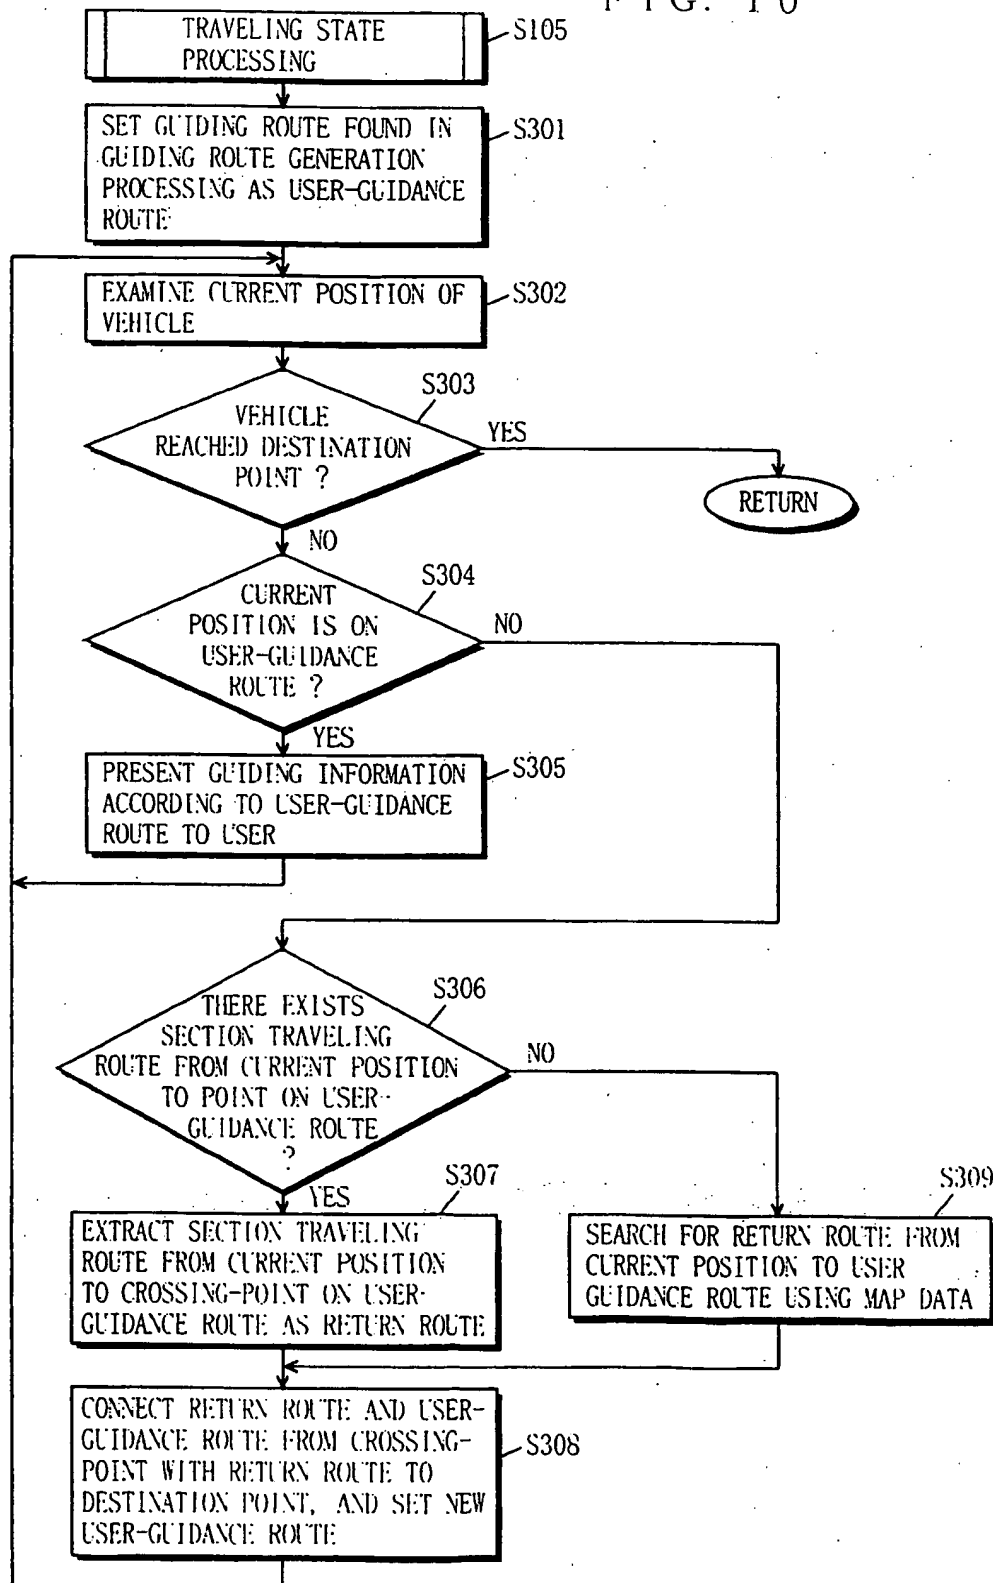 FIG. 10
TRAVELING STATE
PROCESSING
S105
SET GUIDING ROUTE FOUND IN
GUIDING ROUTE GENERATION
PROCESSING AS USER-GUIDANCE
ROUTE
S301
EXAMINE CURRENT POSITION OF
VEHICLE
S302
S303
VEHICLE
REACHED DESTINATION
POINT ?
YES
RETURN
NO
S304
CURRENT
POSITION IS ON
USER-GUIDANCE
ROUTE ?
NO
YES
PRESENT GUIDING INFORMATION
ACCORDING TO USER-GUIDANCE
ROUTE TO USER
S305
S306
THERE EXISTS
SECTION TRAVELING
ROUTE FROM CURRENT POSITION
TO POINT ON USER-
GUIDANCE ROUTE
?
NO
YES
S307
EXTRACT SECTION TRAVELING
ROUTE FROM CURRENT POSITION
TO CROSSING-POINT ON USER-
GUIDANCE ROUTE AS RETURN ROUTE
S309
SEARCH FOR RETURN ROUTE FROM
CURRENT POSITION TO USER
GUIDANCE ROUTE USING MAP DATA
CONNECT RETURN ROUTE AND USER-
GUIDANCE ROUTE FROM CROSSING-
POINT WITH RETURN ROUTE TO
DESTINATION POINT, AND SET NEW
USER-GUIDANCE ROUTE
S308